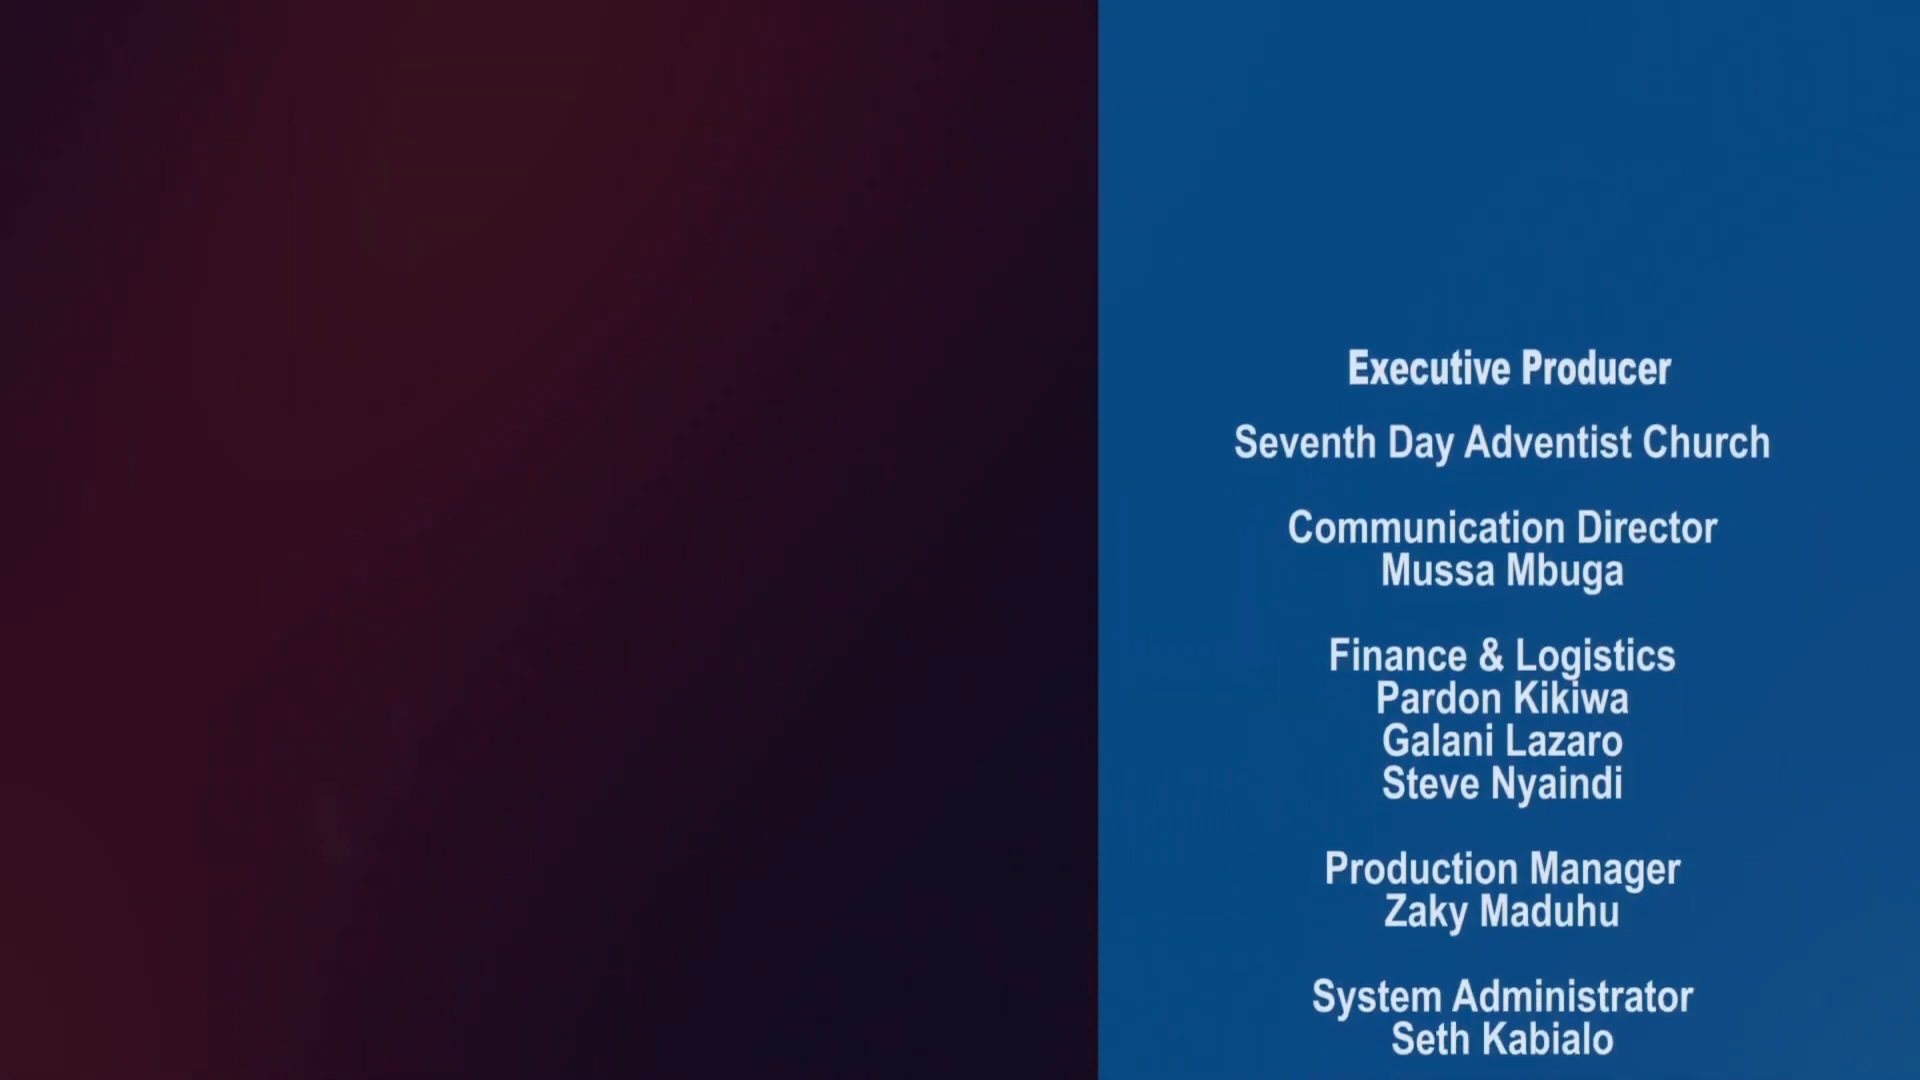 Executive Producer
Seventh Day Adventist Church
Communication Director
Mussa Mbuga
Finance & Logistics
Pardon Kikiwa
Galani Lazaro
Steve Nyaindi
Production Manager
Zaky Maduhu
System Administrator
Seth Kabialo